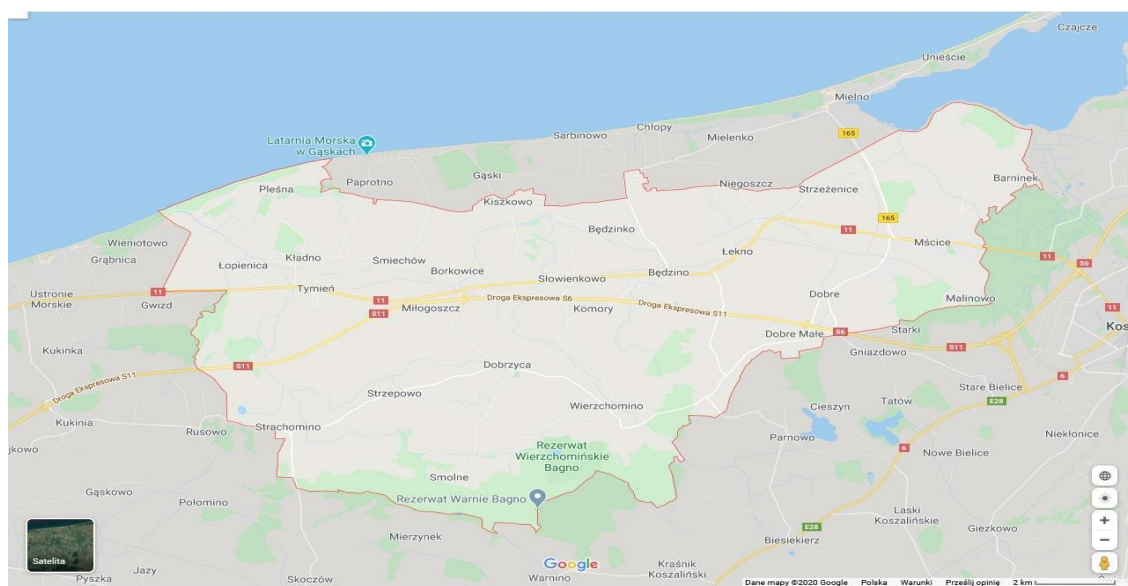 Czajcze
Unieście
Mielno
Chłopy
Sarbinowo
Mielenko
165
Latarnia Morska
w Gąskach
Gąski
Paprotno
Pleśna
Niegoszcz
Strzeżenice
Barninek
Kiszkowo
165
Wieniotowo
Będzinko
11
Mścice
Grąbnica
Kładno
Śmiechów
Łekno
11
Łopienica
Borkowice
Słowienkowo
Będzino
S6
Ustronie
Morskie
11
Tymień
11
Droga Ekspresowa S6
Dobre
Malinowo
Gwizd
S11
Miłogoszcz
Komory
Droga Ekspresowa S11
11
Dobre Małe
S6
Starki
Kos
Kukinka
S11
Gniazdowo
S11
Dobrzyca
6
Droga Ekspresowa S11
Strzepowo
Stare Bielice
Wierzchomino
Cieszyn
Tatów
E28
Kukinia
Rusowo
Strachomino
Parnowo
Niekłonice
jkowo
Rezerwat
Wierzchomińskie
Bagno
6
Nowe Bielice
Smolne
Gąskowo
Połomino
Rezerwat Warnie Bagno
Laski
Koszalińskie
E28
Giezkowo
Mierzynek
Biesiekierz
Satelita
Jazy
Google
Kraśnik
Koszaliński
Pyszka
Skoczów
Warnino
Dane mapy ©2020 Google Polska Warunki Prześlij opinię 2 km